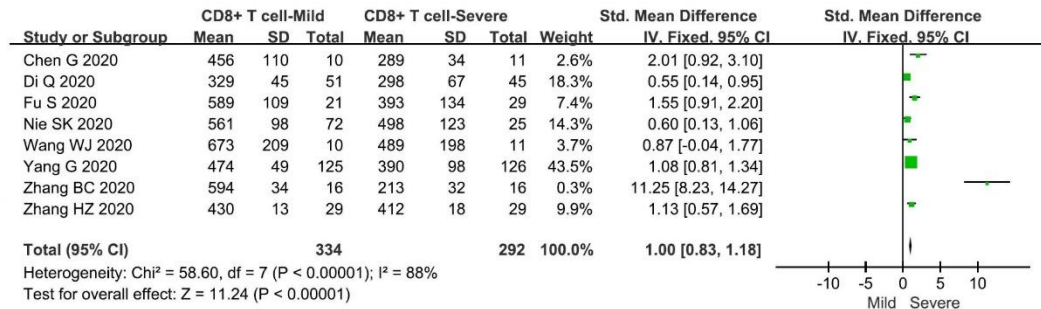 CD8+ T cell-Mild CD8+ T cell-Severe Std. Mean Difference Std. Mean Difference
Study or Subgroup Mean SD Total Mean SD Total Weight IV. Fixed. 95% CI IV. Fixed. 95% CI
Chen G 2020 456 110 10 289 34 11 2.6% 2.01 [0.92, 3.10]
Di Q 2020 329 45 51 298 67 45 18.3% 0.55 [0.14, 0.95]
Fu S 2020 589 109 21 393 134 29 7.4% 1.55 [0.91, 2.20]
Nie SK 2020 561 98 72 498 123 25 14.3% 0.60 [0.13, 1.06]
Wang WJ 2020 673 209 10 489 198 11 3.7% 0.87 [-0.04, 1.77]
Yang G 2020 474 49 125 390 98 126 43.5% 1.08 [0.81, 1.34]
Zhang BC 2020 594 34 16 213 32 16 0.3% 11.25 [8.23, 14.27]
Zhang HZ 2020 430 13 29 412 18 29 9.9% 1.13 [0.57, 1.69]
Total (95% CI) 334 292 100.0% 1.00 [0.83, 1.18]
Heterogeneity: Chi² = 58.60, df = 7 (P < 0.00001); I² = 88%
Test for overall effect: Z = 11.24 (P < 0.00001)
-10 -5 0 5 10
Mild Severe